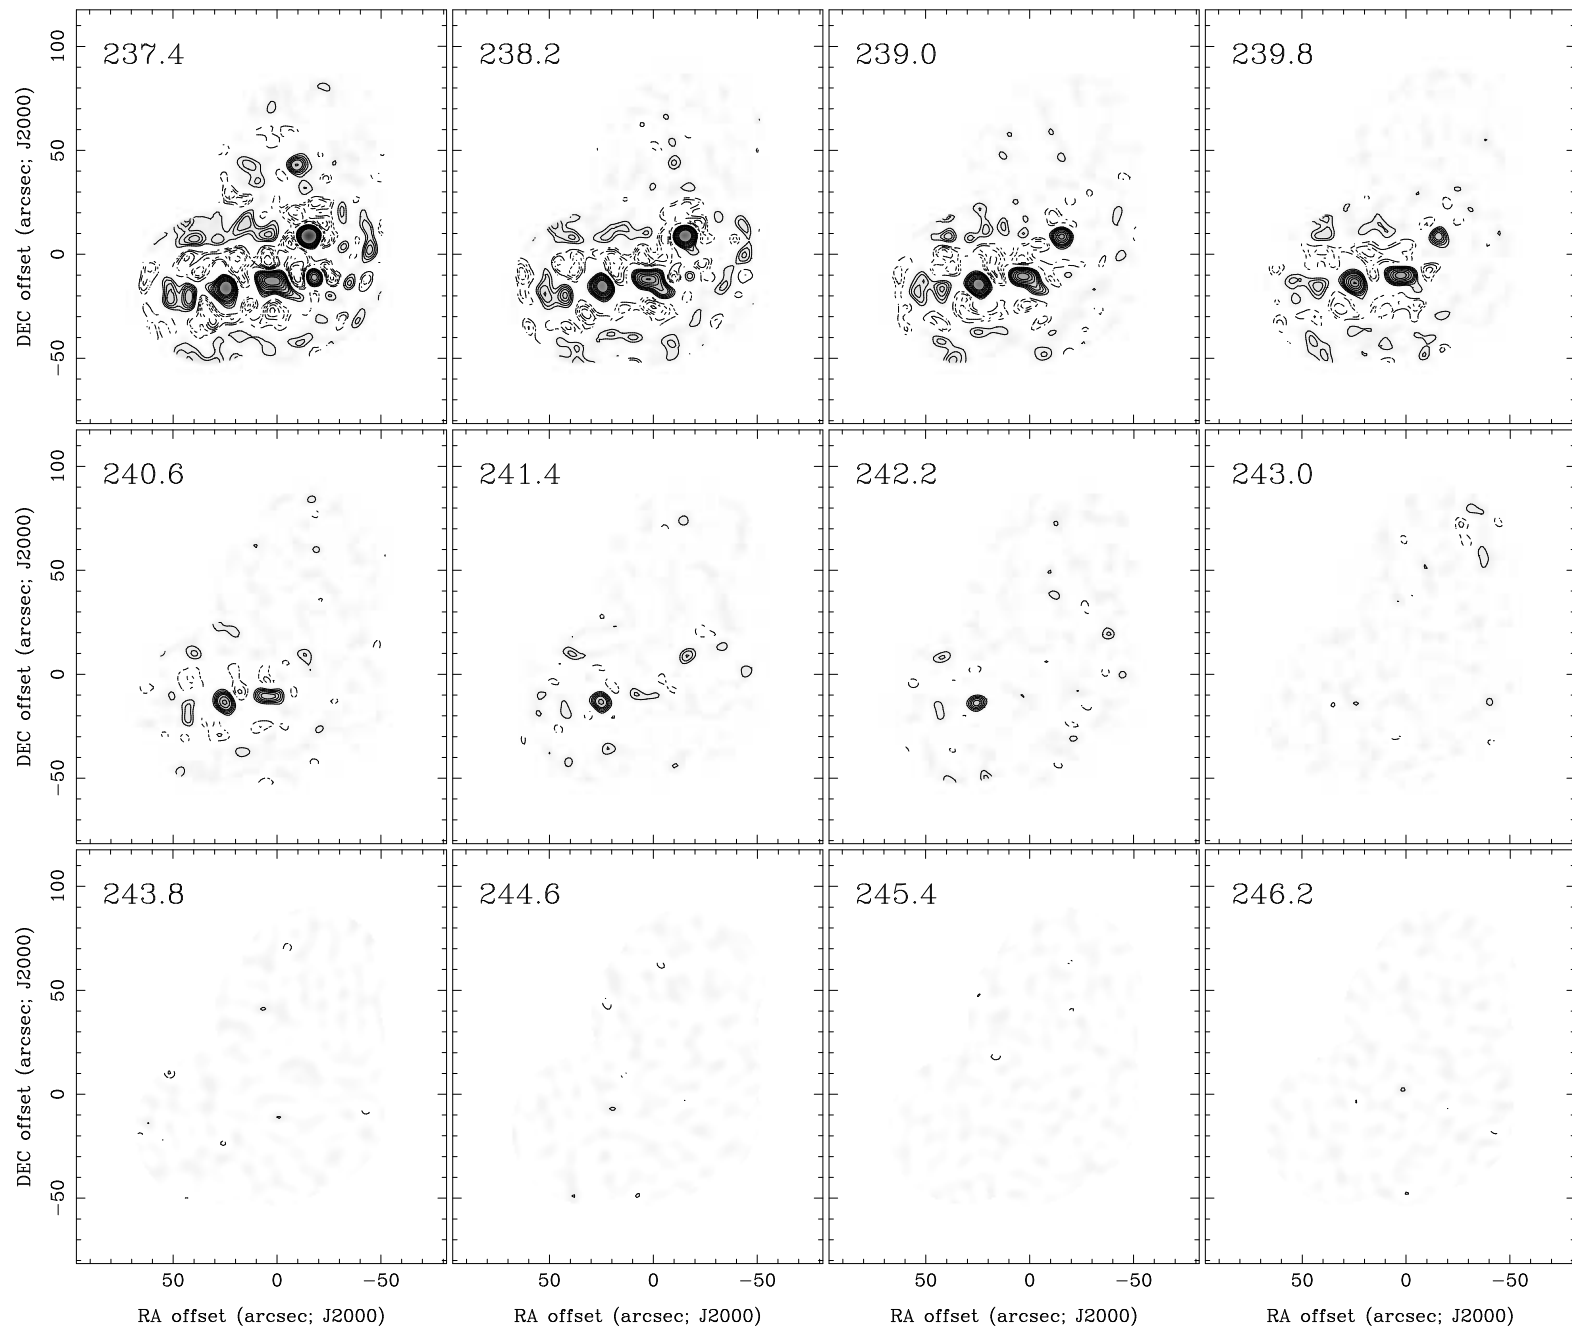 237.4 238.2 239.0 239.8
100
50
0
−50
DEC offset (arcsec; J2000)
240.6 241.4 242.2 243.0
100
50
0
−50
DEC offset (arcsec; J2000)
243.8 244.6 245.4 246.2
100
50
0
−50
DEC offset (arcsec; J2000)
50 0 −50 50 0 −50 50 0 −50 50 0 −50
RA offset (arcsec; J2000) RA offset (arcsec; J2000) RA offset (arcsec; J2000) RA offset (arcsec; J2000)